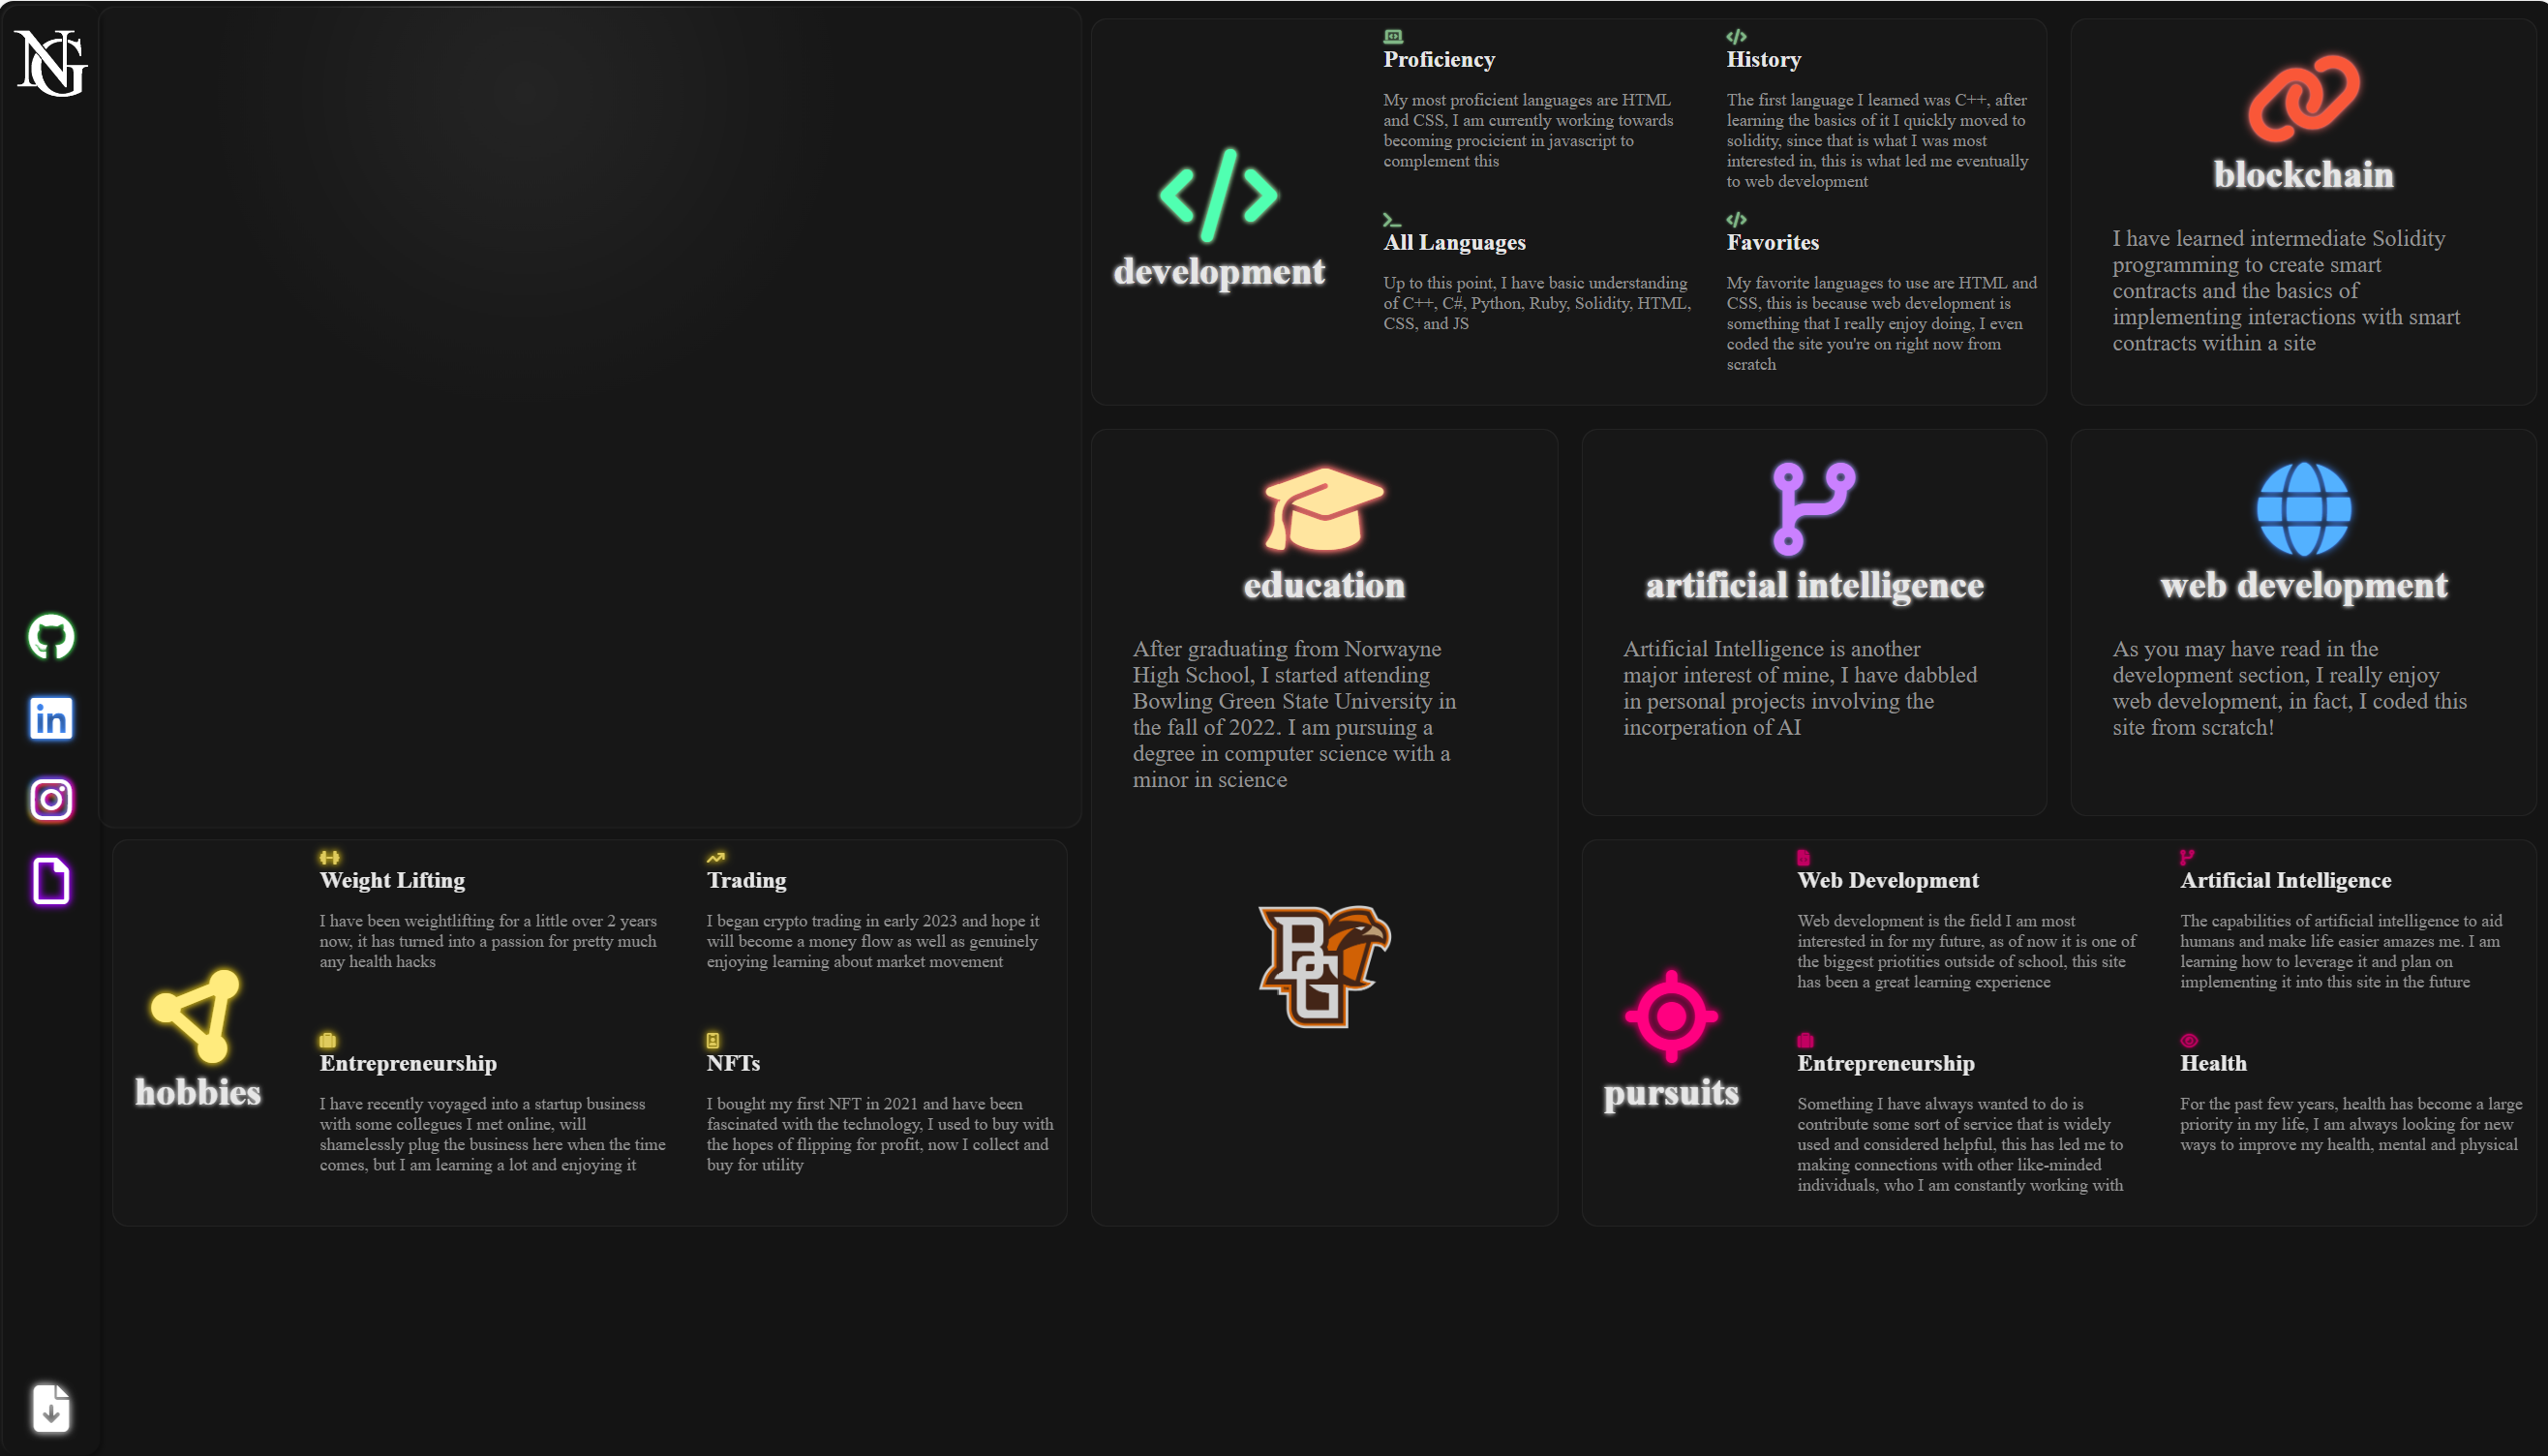 NG
development
Proficiency
My most proficient languages are HTML
and CSS, I am currently working towards
becoming procicient in javascript to
complement this
History
The first language I learned was C++, after
learning the basics of it I quickly moved to
solidity, since that is what I was most
interested in, this is what led me eventually
to web development
All Languages
Up to this point, I have basic understanding
of C++, C#, Python, Ruby, Solidity, HTML,
CSS, and JS
Favorites
My favorite languages to use are HTML and
CSS, this is because web development is
something that I really enjoy doing, I even
coded the site you're on right now from
scratch
blockchain
I have learned intermediate Solidity
programming to create smart
contracts and the basics of
implementing interactions with smart
contracts within a site
education
After graduating from Norwayne
High School, I started attending
Bowling Green State University in
the fall of 2022. I am pursuing a
degree in computer science with a
minor in science
BG
artificial intelligence
Artificial Intelligence is another
major interest of mine, I have dabbled
in personal projects involving the
incorperation of AI
web development
As you may have read in the
development section, I really enjoy
web development, in fact, I coded this
site from scratch!
in
hobbies
Weight Lifting
I have been weightlifting for a little over 2 years
now, it has turned into a passion for pretty much
any health hacks
Trading
I began crypto trading in early 2023 and hope it
will become a money flow as well as genuinely
enjoying learning about market movement
Entrepreneurship
I have recently voyaged into a startup business
with some collegues I met online, will
shamelessly plug the business here when the time
comes, but I am learning a lot and enjoying it
NFTs
I bought my first NFT in 2021 and have been
fascinated with the technology, I used to buy with
the hopes of flipping for profit, now I collect and
buy for utility
pursuits
Web Development
Web development is the field I am most
interested in for my future, as of now it is one of
the biggest priotities outside of school, this site
has been a great learning experience
Artificial Intelligence
The capabilities of artificial intelligence to aid
humans and make life easier amazes me. I am
learning how to leverage it and plan on
implementing it into this site in the future
Entrepreneurship
Something I have always wanted to do is
contribute some sort of service that is widely
used and considered helpful, this has led me to
making connections with other like-minded
individuals, who I am constantly working with
Health
For the past few years, health has become a large
priority in my life, I am always looking for new
ways to improve my health, mental and physical